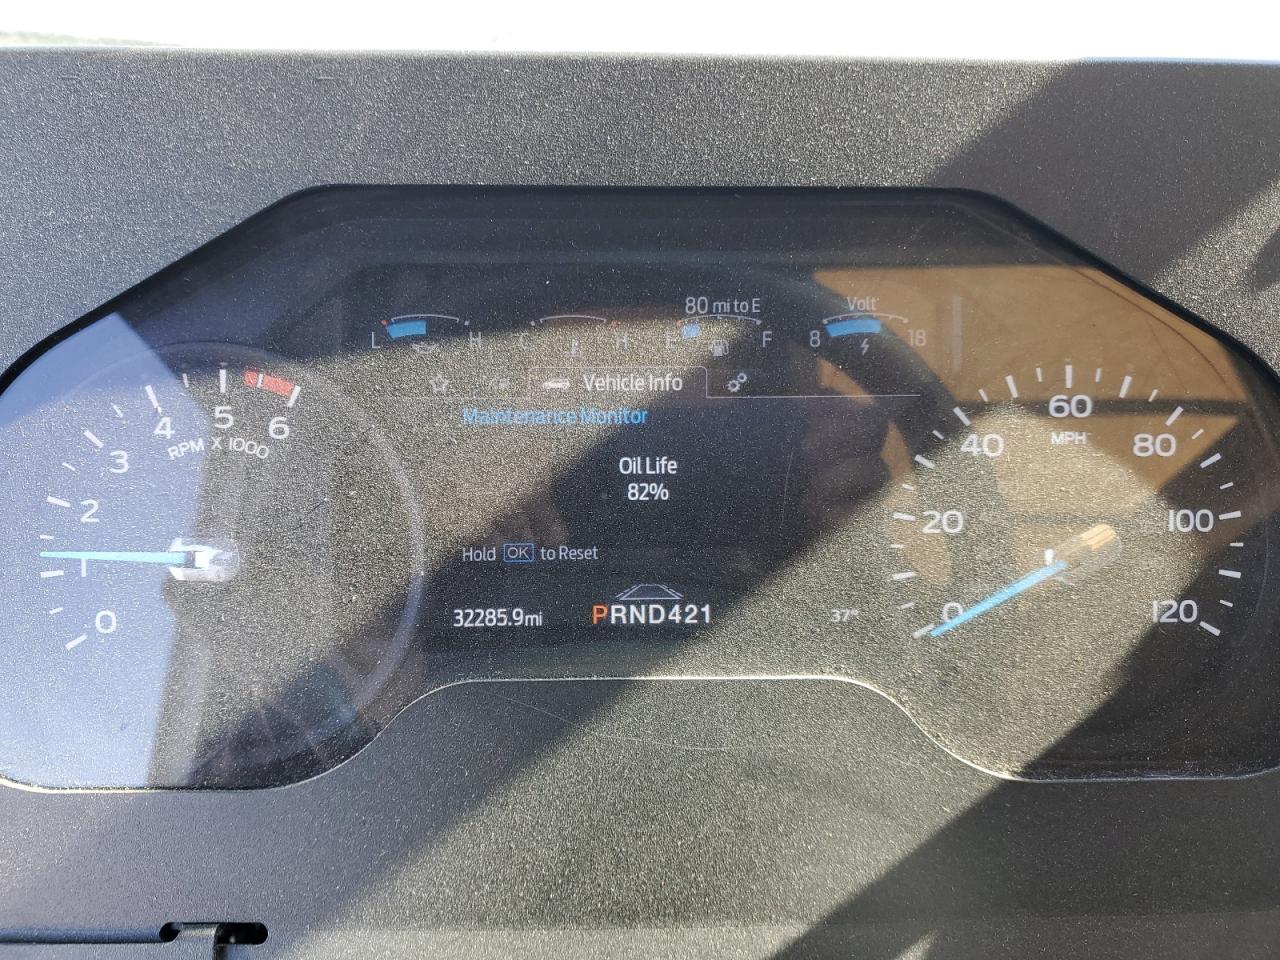 80 mi to E
Volt
L H C H E F 8 18
Vehicle Info
Maintenance Monitor
Oil Life
82%
Hold OK to Reset
32285.9mi
PRND421
37°
0
2
3
4
5
6
RPM X 1000
0
20
40
60
80
100
120
MPH